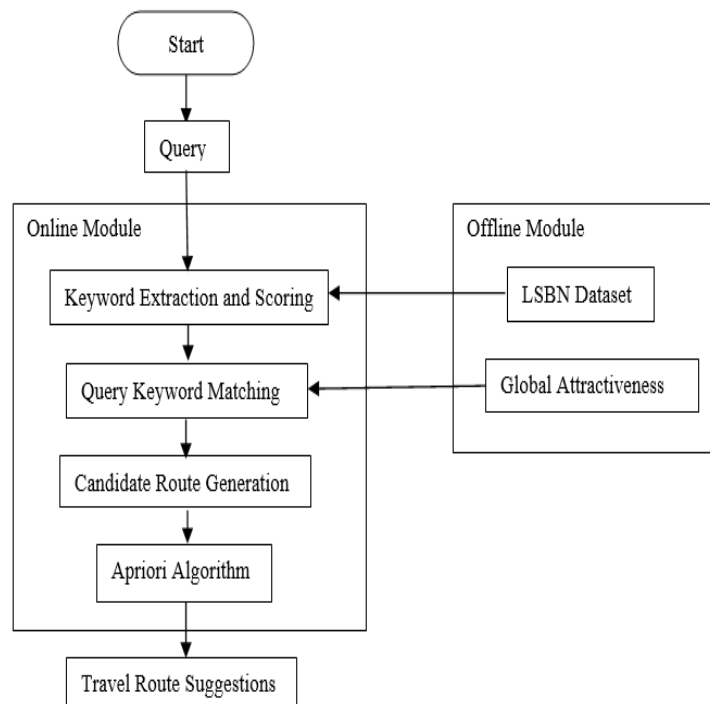 Start
Query
Online Module
Keyword Extraction and Scoring
Query Keyword Matching
Candidate Route Generation
Apriori Algorithm
Travel Route Suggestions
Offline Module
LSBN Dataset
Global Attractiveness